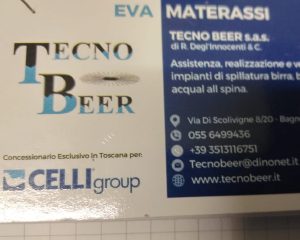 EVA MATERASSI
TECNO BEER
TECNO BEER s.a.s.
di R. Degl'Innocenti & C.
Assistenza, realizzazione e
impianti di spillatura birra,
acqual all spina.
Via Di Scolivigne 8/20 -
055 6499436
+39 3513116751
Tecnobeer@dinonet.it
www.tecnobeer.it
Concessionario Esclusivo in Toscana per:
CELLI group